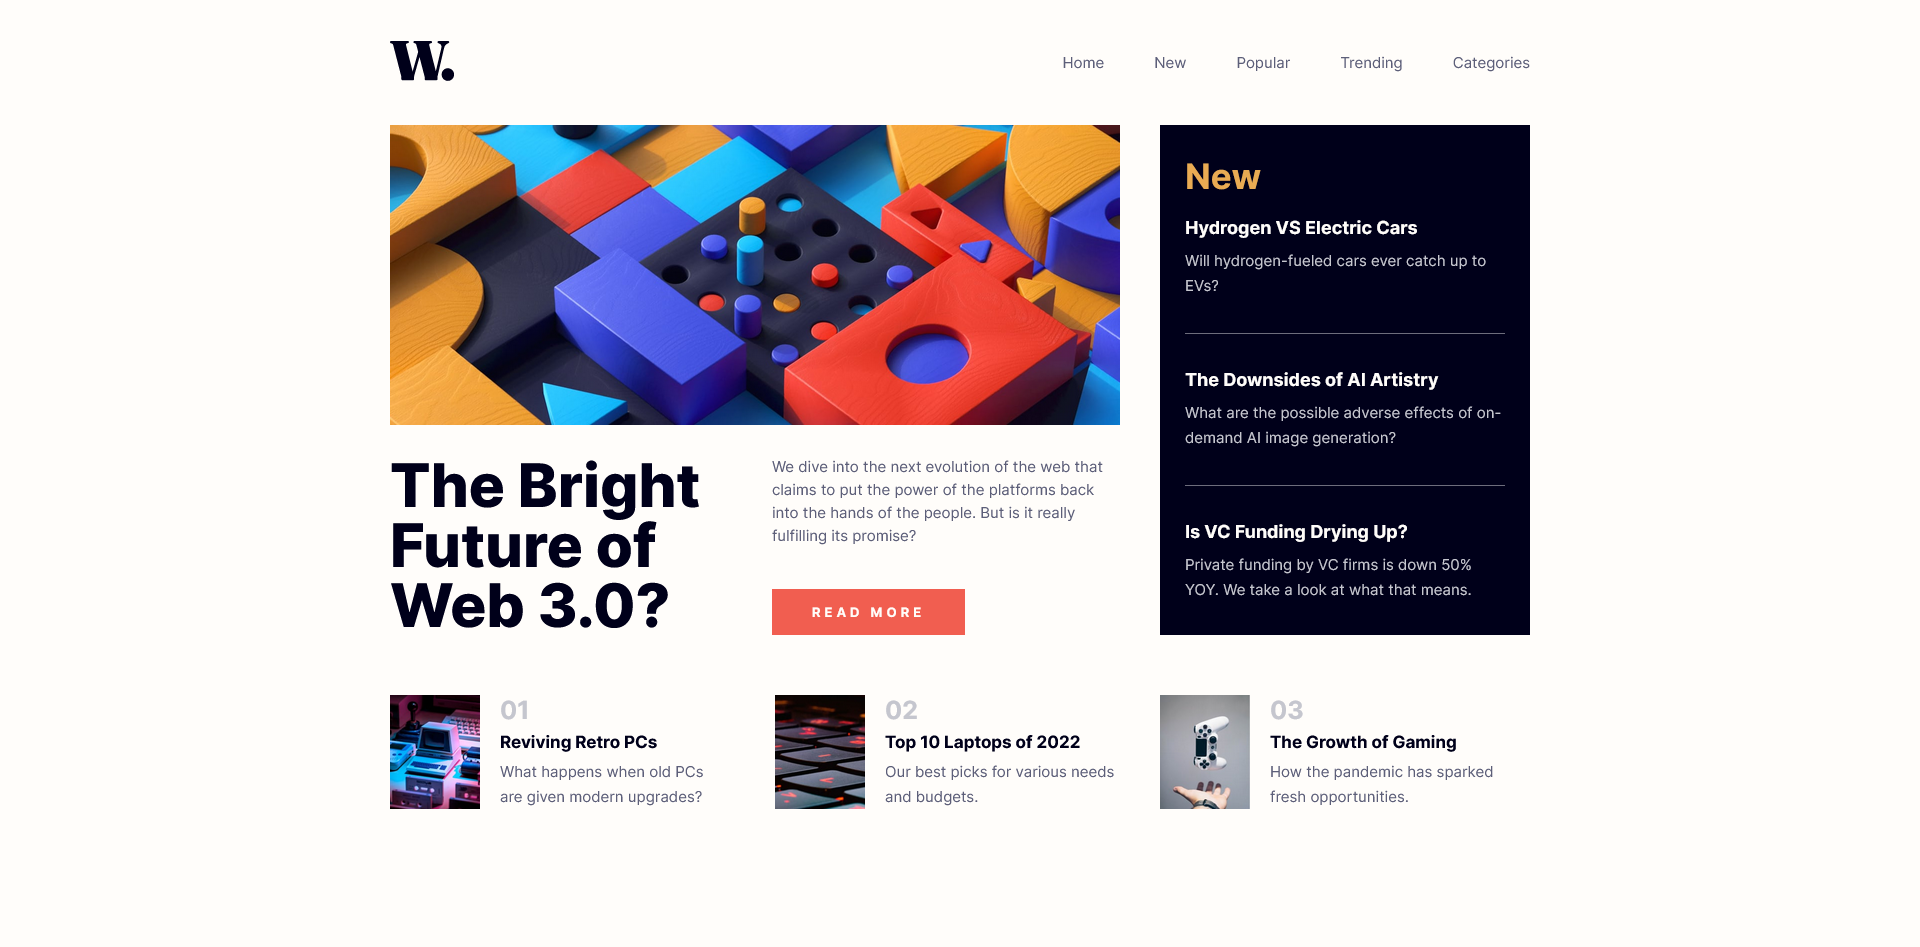 W.
Home
New
Popular
Trending
Categories
The Bright
Future of
Web 3.0?
We dive into the next evolution of the web that
claims to put the power of the platforms back
into the hands of the people. But is it really
fulfilling its promise?
READ MORE
New
Hydrogen VS Electric Cars
Will hydrogen-fueled cars ever catch up to
EVs?
The Downsides of AI Artistry
What are the possible adverse effects of on-
demand AI image generation?
Is VC Funding Drying Up?
Private funding by VC firms is down 50%
YOY. We take a look at what that means.
01
Reviving Retro PCs
What happens when old PCs
are given modern upgrades?
02
Top 10 Laptops of 2022
Our best picks for various needs
and budgets.
03
The Growth of Gaming
How the pandemic has sparked
fresh opportunities.